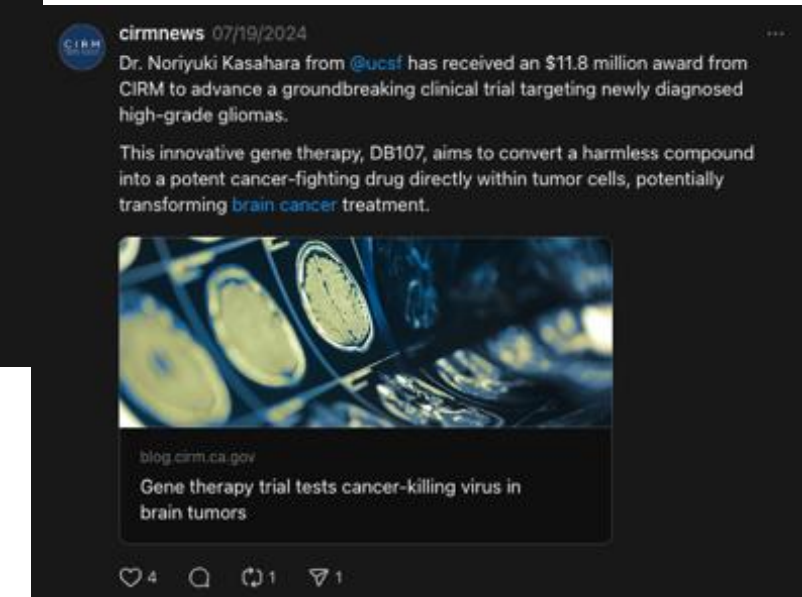 CIRM
cirmnews 07/19/2024
Dr. Noriyuki Kasahara from @ucsf has received an $11.8 million award from
CIRM to advance a groundbreaking clinical trial targeting newly diagnosed
high-grade gliomas.
This innovative gene therapy, DB107, aims to convert a harmless compound
into a potent cancer-fighting drug directly within tumor cells, potentially
transforming brain cancer treatment.
blog.cirm.ca.gov
Gene therapy trial tests cancer-killing virus in
brain tumors
4 1 1